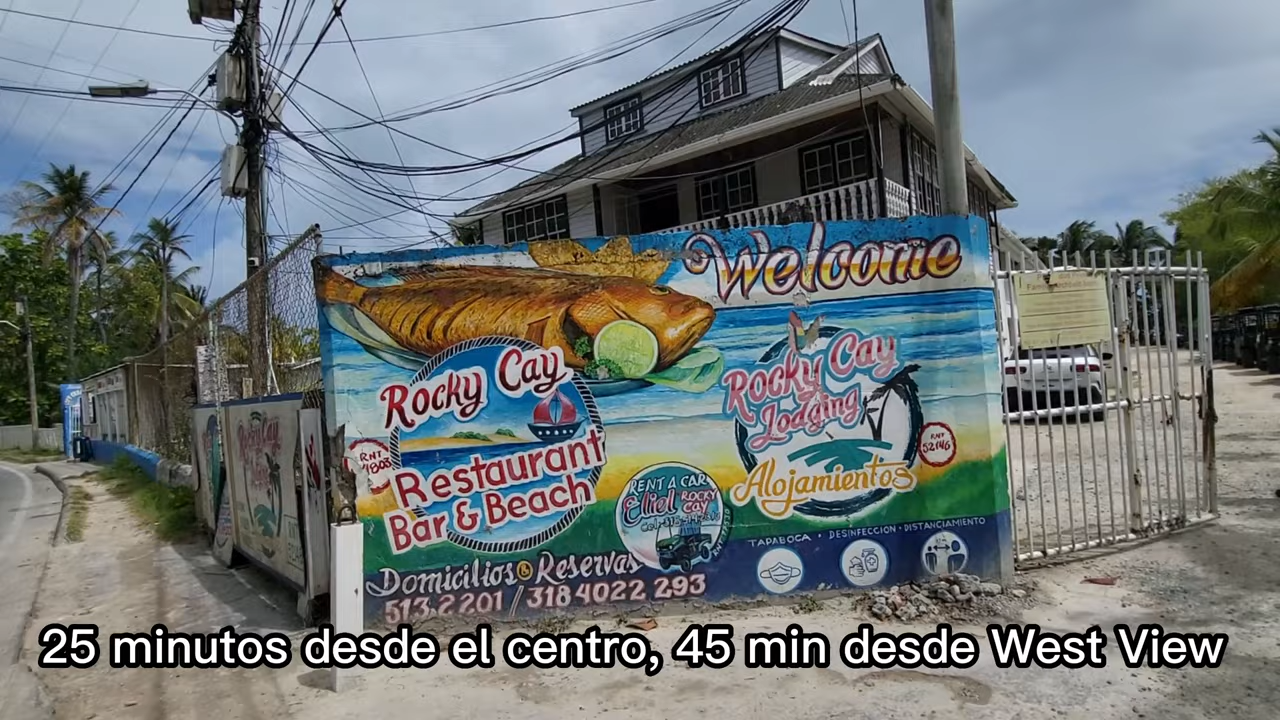 Welcome
Rocky Cay
Restaurant
Bar & Beach
RNT
Rocky Cay
Lodging
Alojamientos
RNT
52146
RENT A CAR
Eliel ROCKY CAY
TAPABOCA • DESINFECCION • DISTANCIAMIENTO
Domicilios o Reservas
513.2201 / 318 4022 293
25 minutos desde el centro, 45 min desde West View